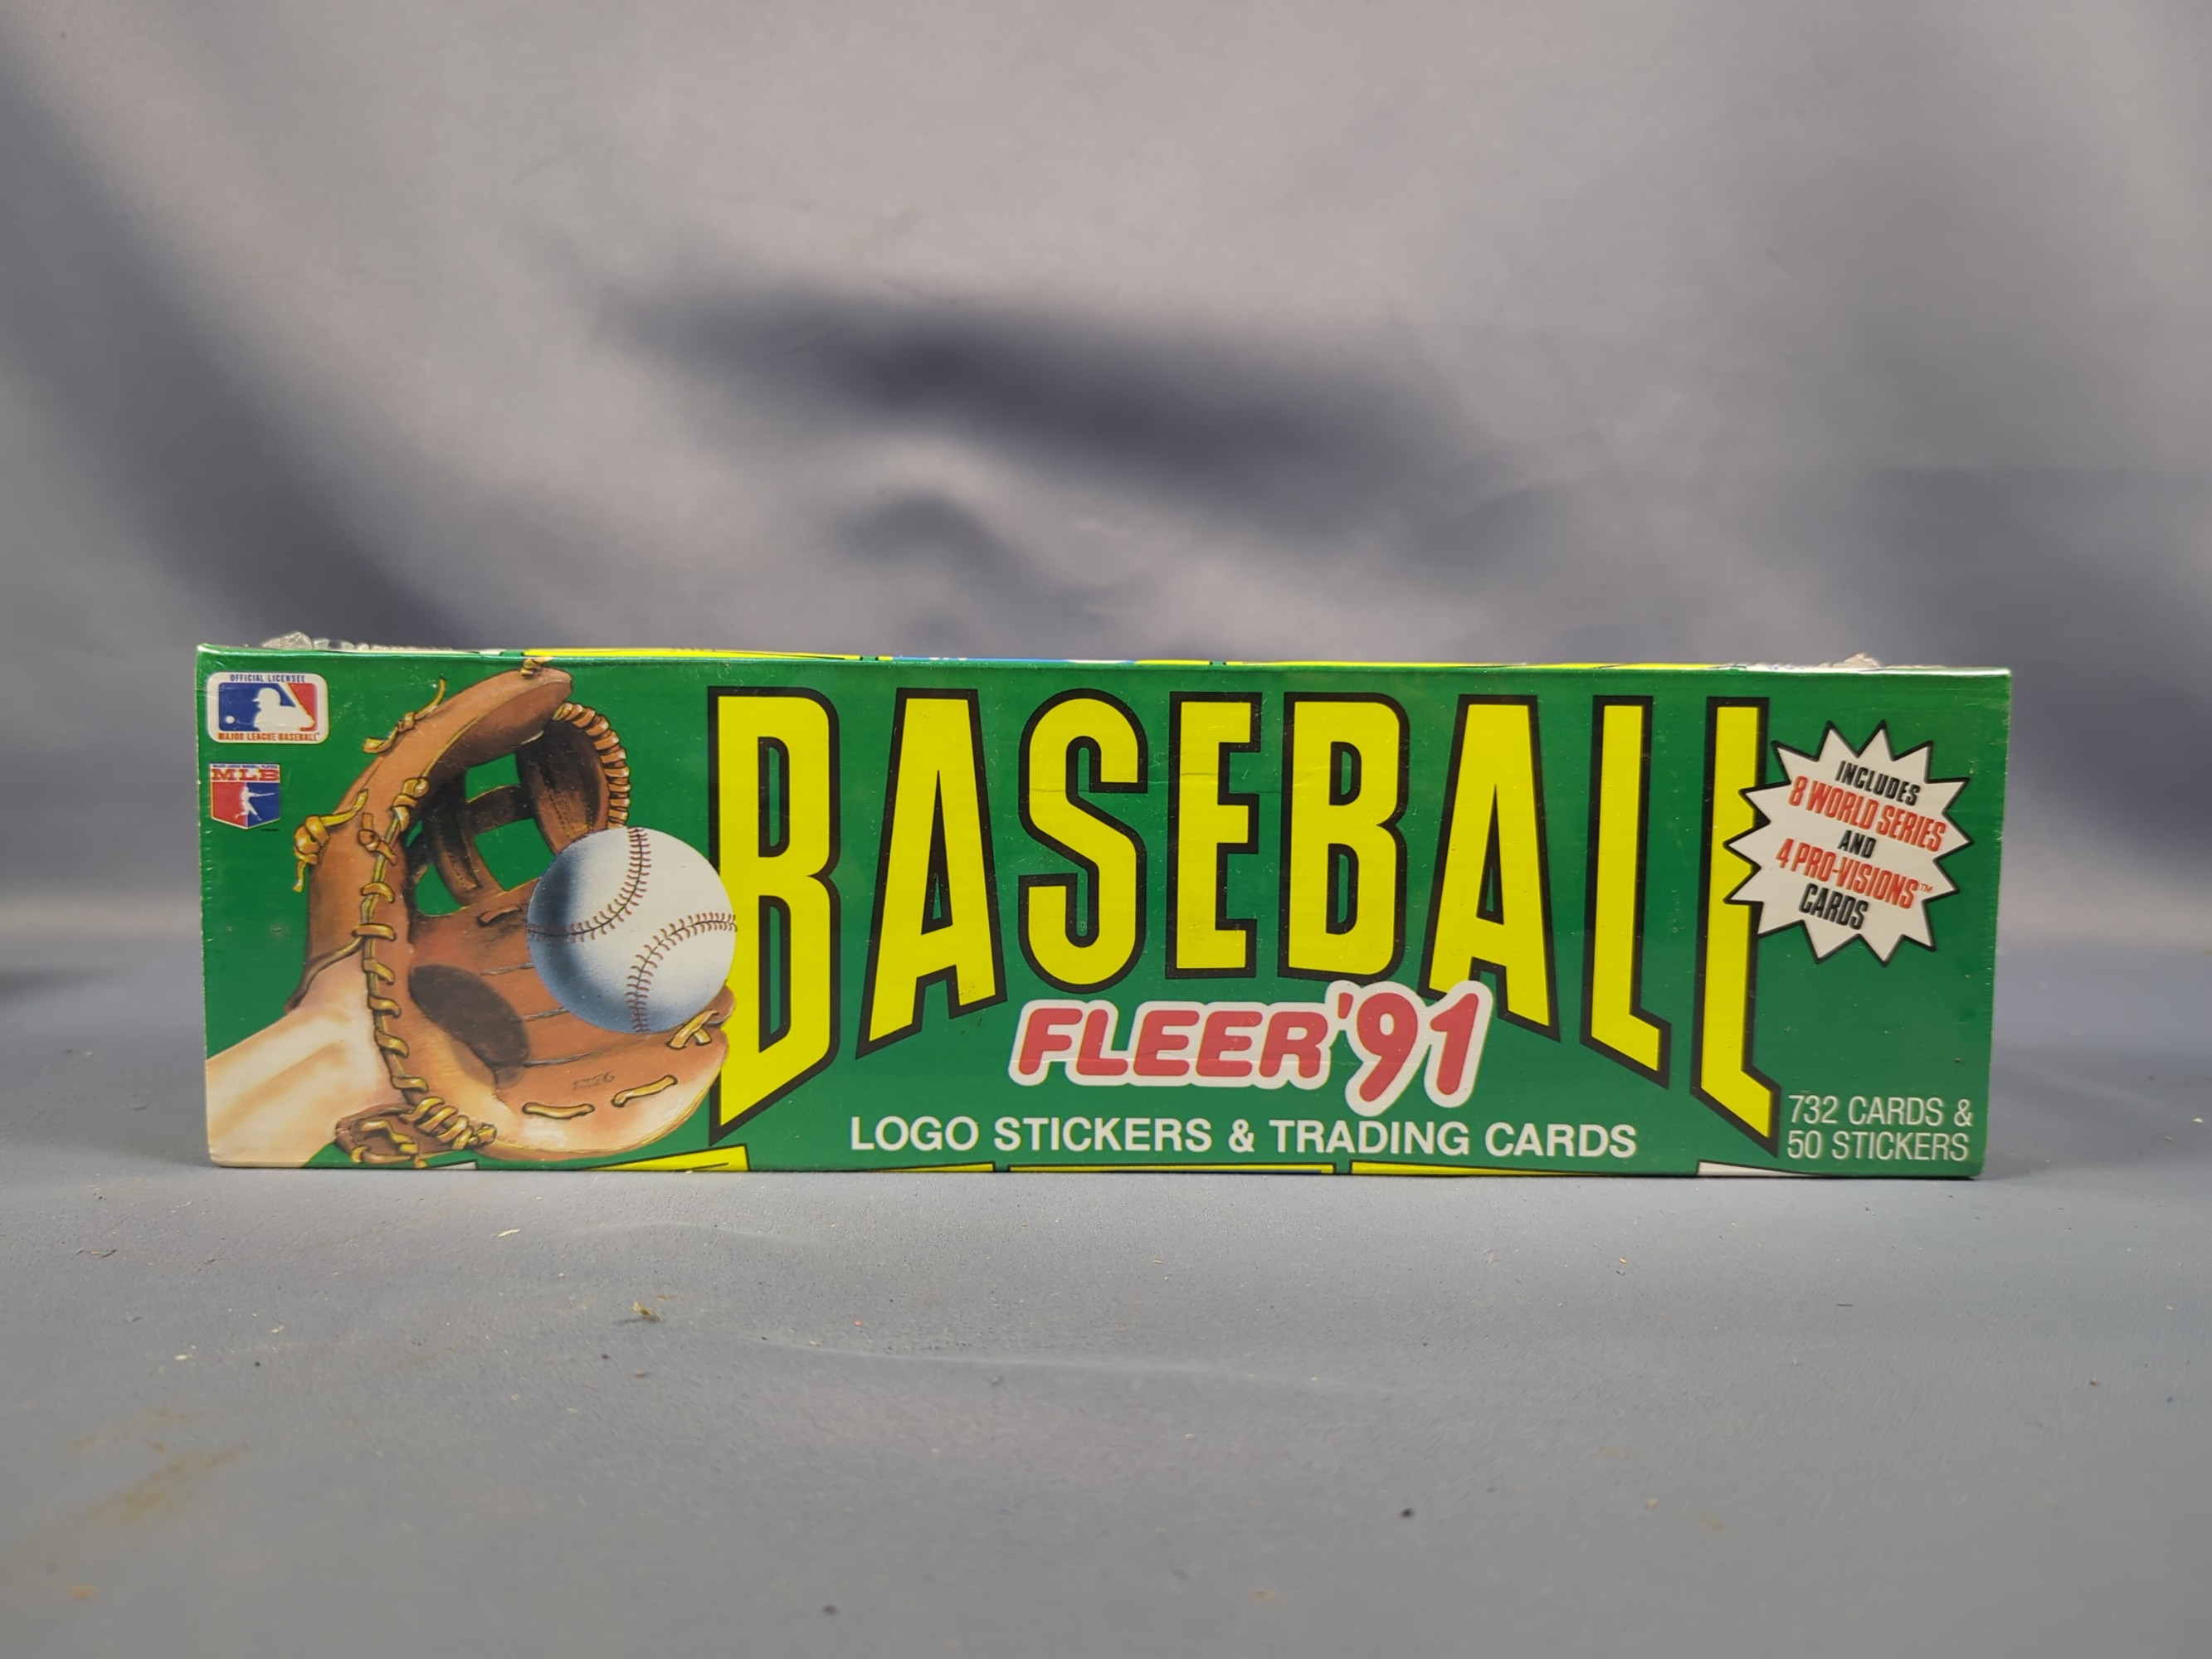 OFFICIAL LICENSEE
MAJOR LEAGUE BASEBALL
MLB
BASEBALL
FLEER '91
LOGO STICKERS & TRADING CARDS
INCLUDES
8 WORLD SERIES
AND
4 PRO-VISIONS™
CARDS
732 CARDS &
50 STICKERS